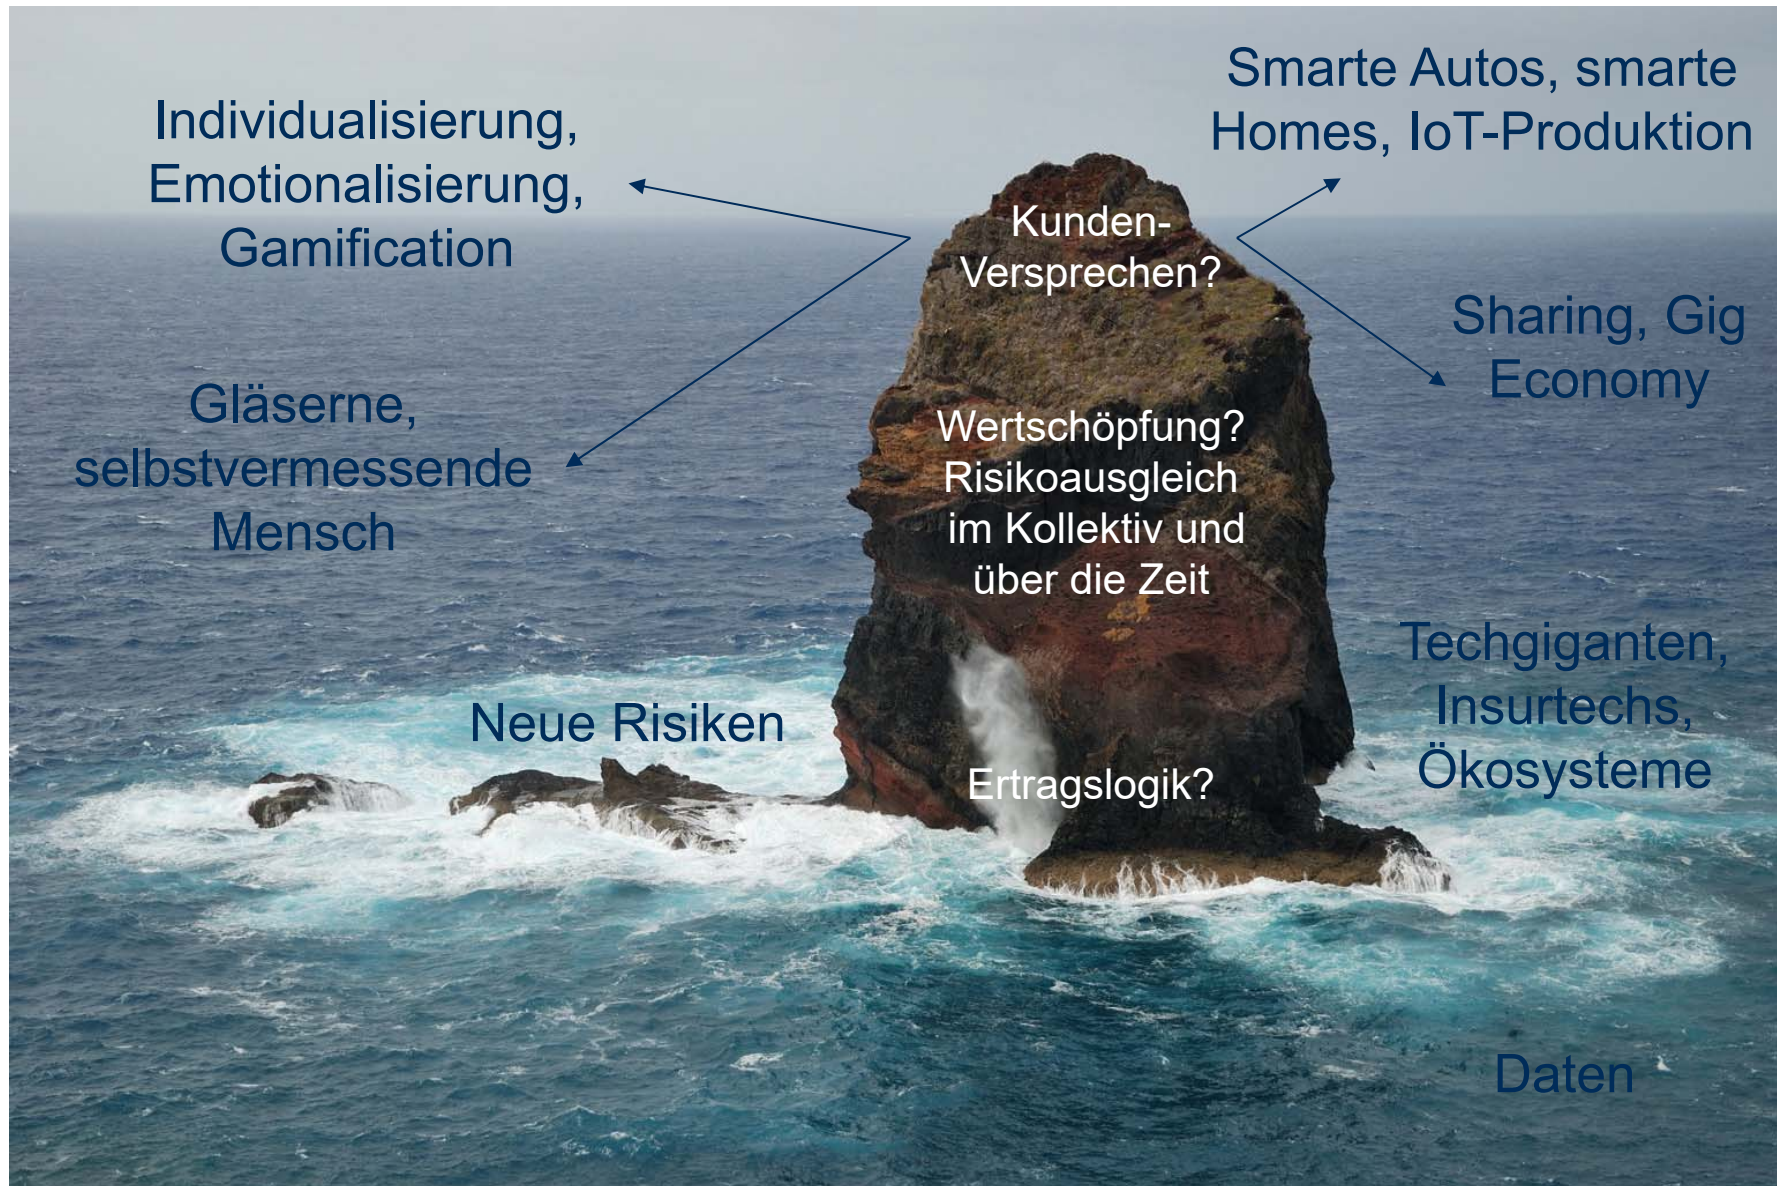 Individualisierung,
Emotionalisierung,
Gamification
Smarte Autos, smarte
Homes, IoT-Produktion
Kunden-
Versprechen?
Sharing, Gig
Economy
Gläserne,
selbstvermessende
Mensch
Wertschöpfung?
Risikoausgleich
im Kollektiv und
über die Zeit
Techgiganten,
Insurtechs,
Ökosysteme
Neue Risiken
Ertragslogik?
Daten